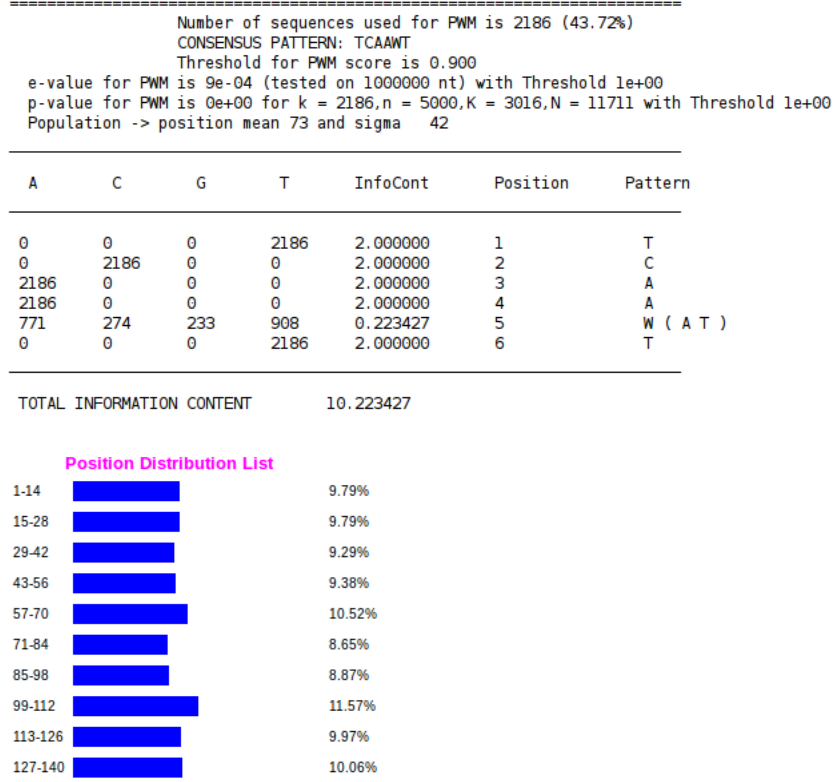 Number of sequences used for PWM is 2186 (43.72%)
CONSENSUS PATTERN: TCAAWT
Threshold for PWM score is 0.900
e-value for PWM is 9e-04 (tested on 1000000 nt) with Threshold 1e+00
p-value for PWM is 0e+00 for k = 2186,n = 5000,K = 3016,N = 11711 with Threshold 1e+00
Population -> position mean 73 and sigma 42
A C G T InfoCont Position Pattern
0 0 0 2186 2.000000 1 T
0 2186 0 0 2.000000 2 C
2186 0 0 0 2.000000 3 A
2186 0 0 0 2.000000 4 A
771 274 233 908 0.223427 5 W ( A T )
0 0 0 2186 2.000000 6 T
TOTAL INFORMATION CONTENT 10.223427
Position Distribution List
1-14 9.79%
15-28 9.79%
29-42 9.29%
43-56 9.38%
57-70 10.52%
71-84 8.65%
85-98 8.87%
99-112 11.57%
113-126 9.97%
127-140 10.06%